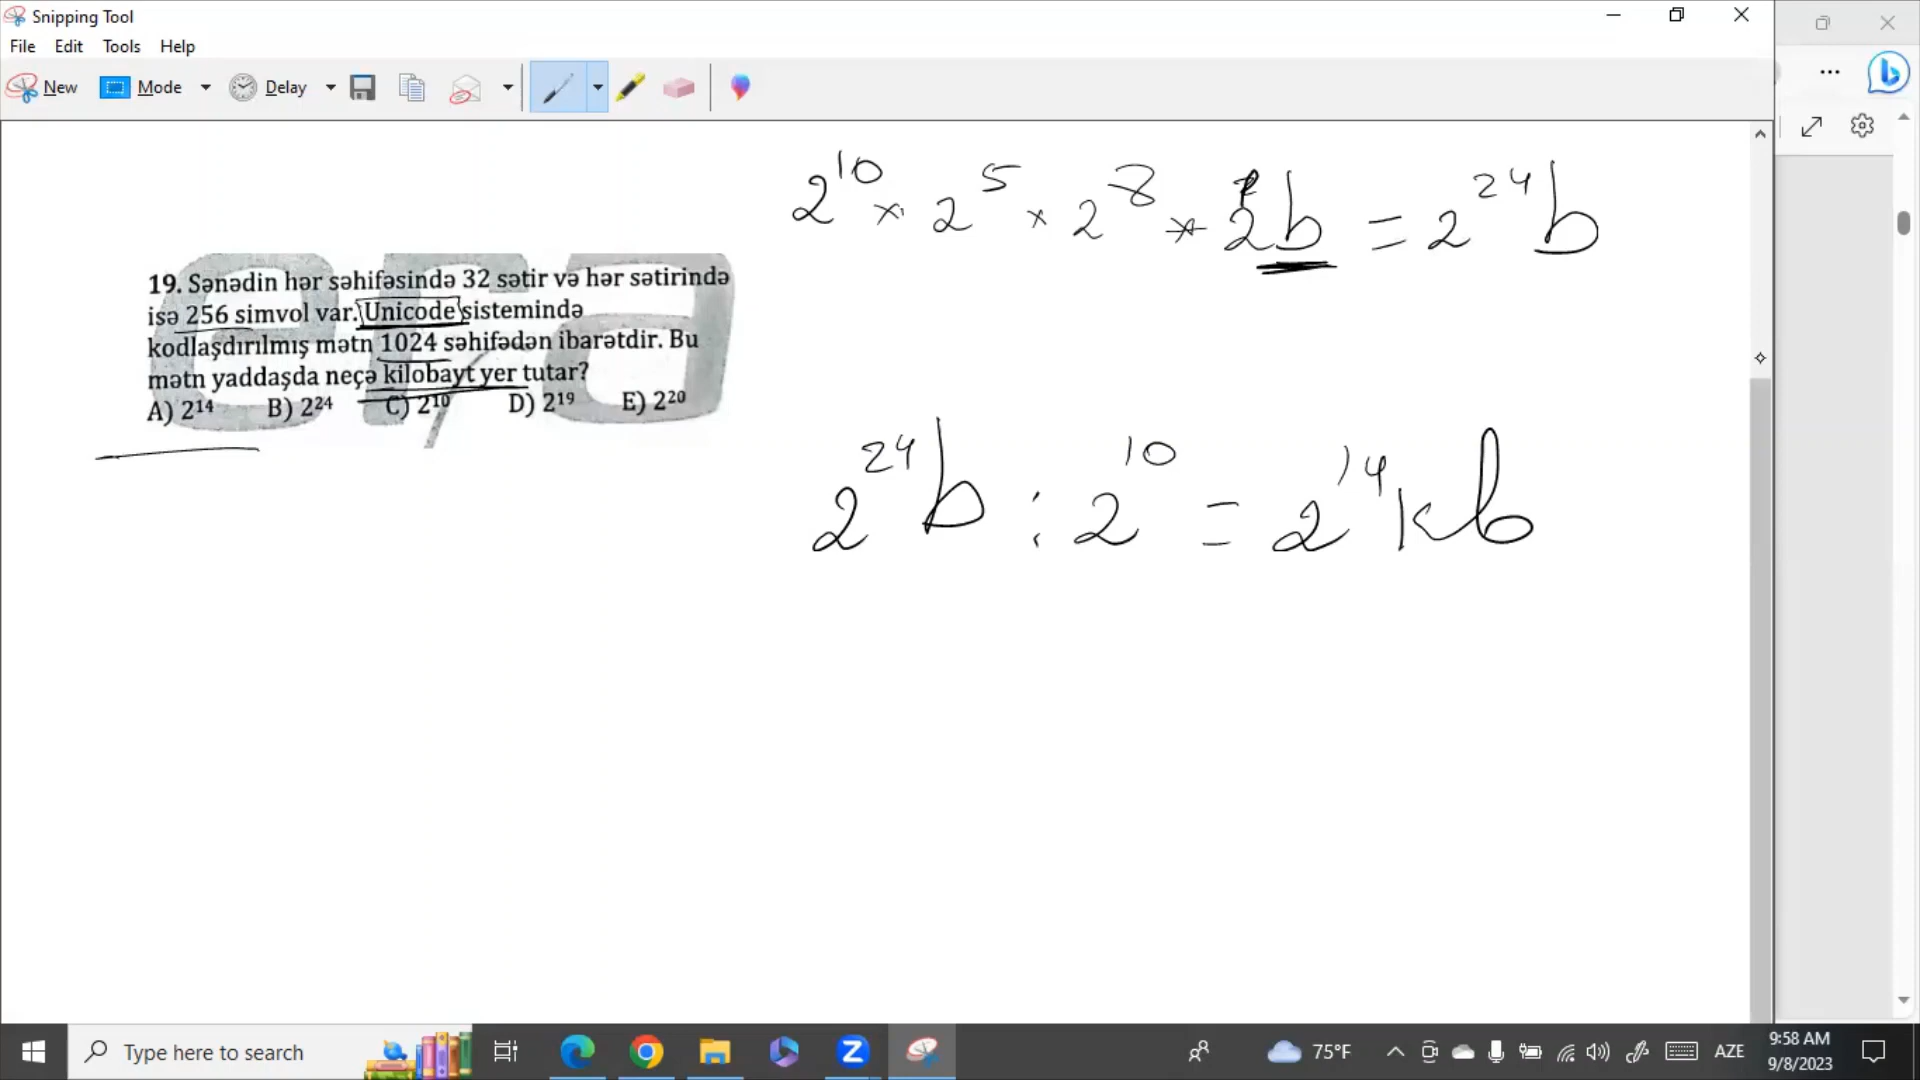 Snipping Tool
File Edit Tools Help
New Mode Delay
2¹⁰ × 2⁵ × 2⁸ × 2¹b = 2²⁴b
era
19. Sənədin hər səhifəsində 32 sətir və hər sətirində
isə 256 simvol var. Unicode sistemində
kodlaşdırılmış mətn 1024 səhifədən ibarətdir. Bu
mətn yaddaşda neçə kilobayt yer tutar?
A) 2¹⁴ B) 2²⁴ C) 2¹⁰ D) 2¹⁹ E) 2²⁰
2²⁴b : 2¹⁰ = 2¹⁴kb
Type here to search
75°F
AZE
9:58 AM
9/8/2023